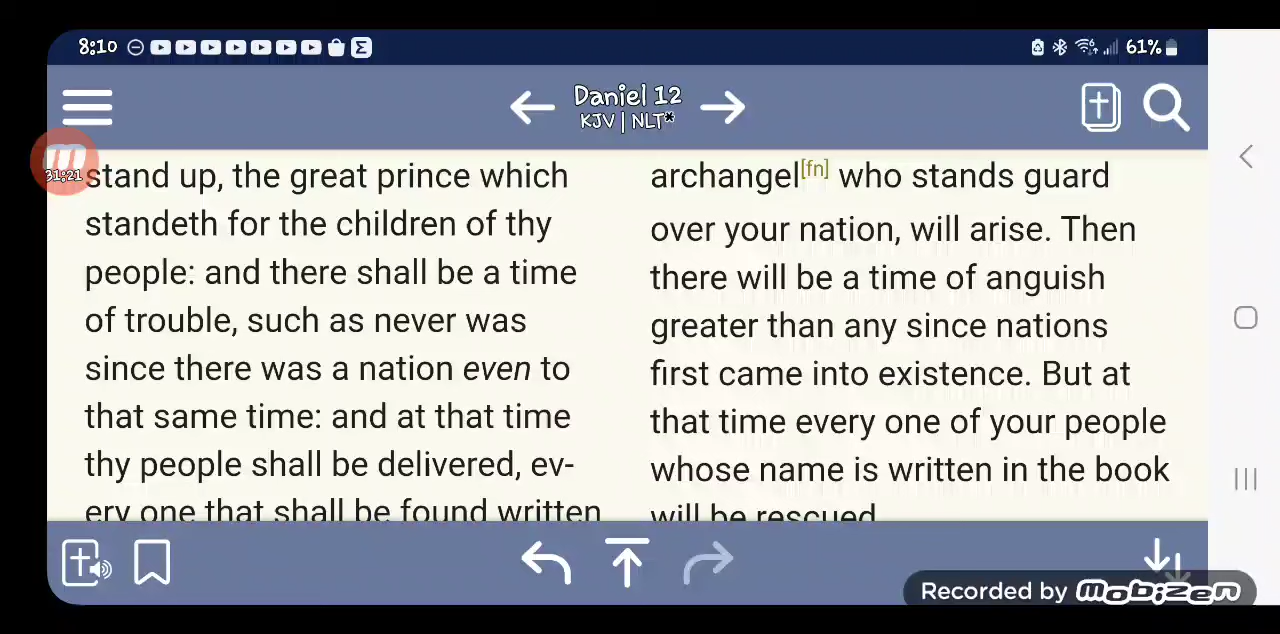 8:10 61%
Daniel 12
KJV | NLT*
31:21
stand up, the great prince which
standeth for the children of thy
people: and there shall be a time
of trouble, such as never was
since there was a nation even to
that same time: and at that time
thy people shall be delivered, ev-
ery one that shall be found written
archangel[fn] who stands guard
over your nation, will arise. Then
there will be a time of anguish
greater than any since nations
first came into existence. But at
that time every one of your people
whose name is written in the book
will be rescued
Recorded by mobizen